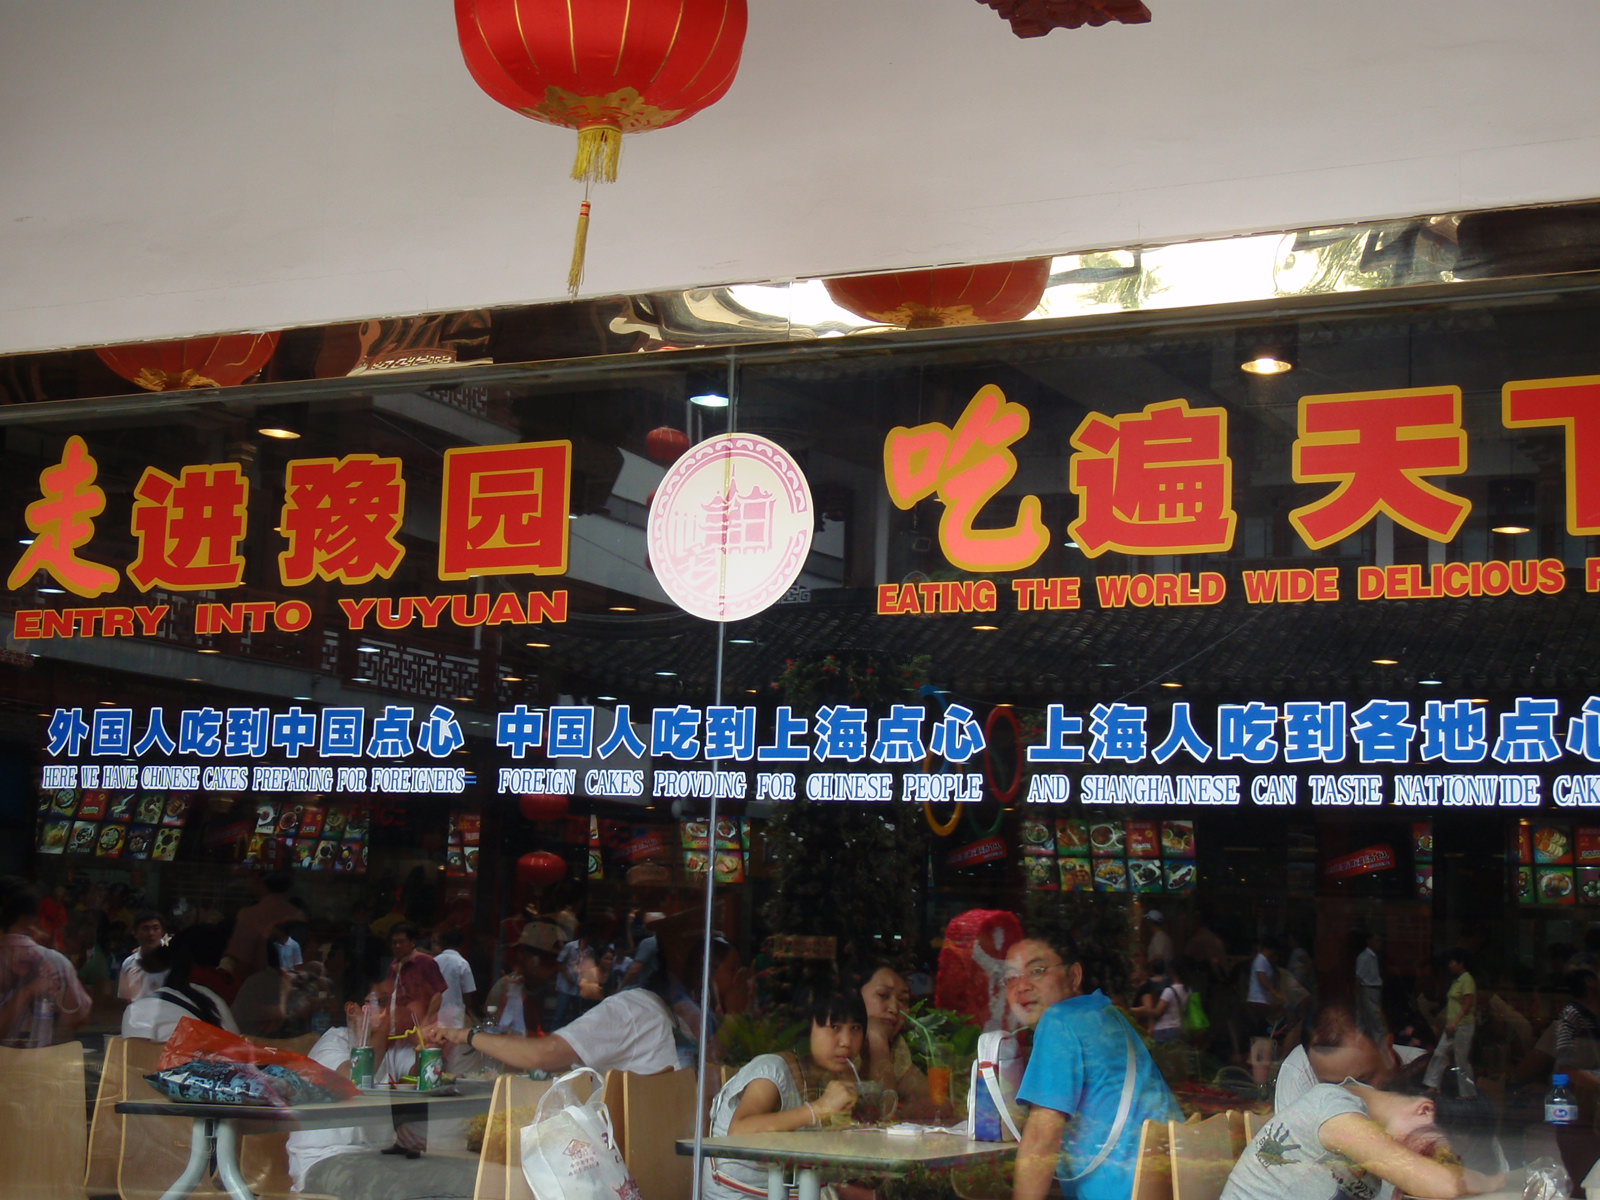 走进豫园
ENTRY INTO YUYUAN
吃遍天下
EATING THE WORLD WIDE DELICIOUS
外国人吃到中国点心 中国人吃到上海点心 上海人吃到各地点心
HERE WE HAVE CHINESE CAKES PREPARING FOR FOREIGNERS FOREIGN CAKES PROVDING FOR CHINESE PEOPLE AND SHANGHAINESE CAN TASTE NATIONWIDE